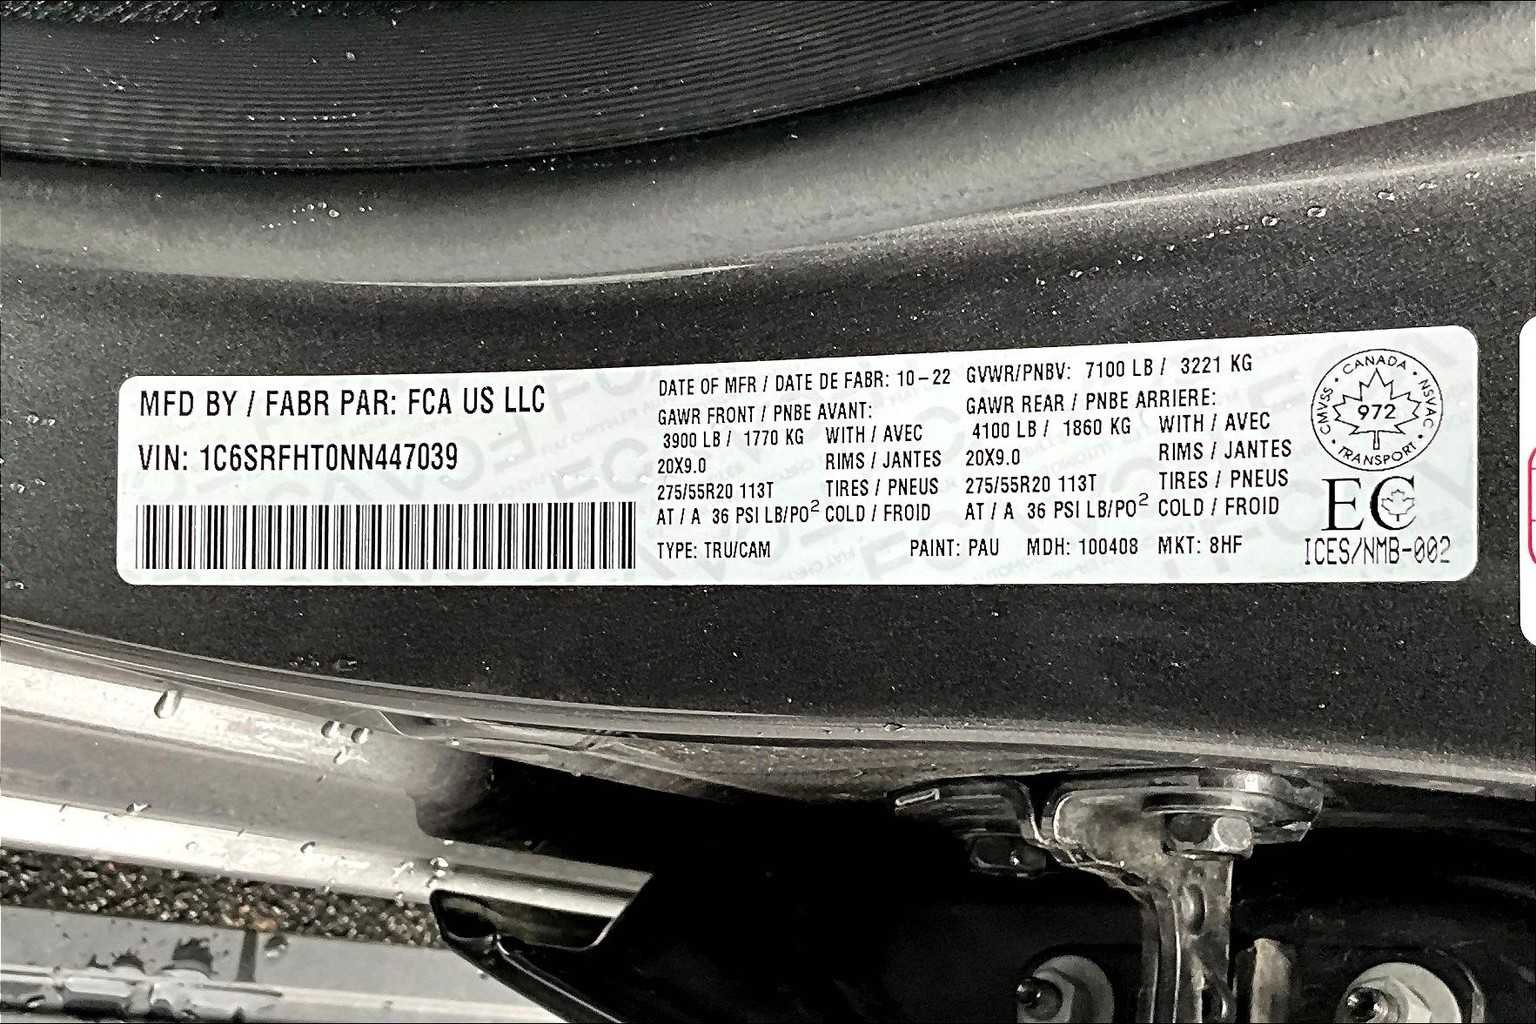 MFD BY / FABR PAR: FCA US LLC
VIN: 1C6SRFHT0NN447039
DATE OF MFR / DATE DE FABR: 10-22 GVWR/PNBV: 7100 LB / 3221 KG
GAWR FRONT / PNBE AVANT: GAWR REAR / PNBE ARRIERE:
3900 LB / 1770 KG WITH / AVEC 4100 LB / 1860 KG WITH / AVEC
20X9.0 RIMS / JANTES 20X9.0 RIMS / JANTES
275/55R20 113T TIRES / PNEUS 275/55R20 113T TIRES / PNEUS
AT / A 36 PSI LB/PO² COLD / FROID AT / A 36 PSI LB/PO² COLD / FROID
TYPE: TRU/CAM PAINT: PAU MDH: 100408 MKT: 8HF
CANADA
CMVSS • NSVAC
972
TRANSPORT
EC
ICES/NMB-002